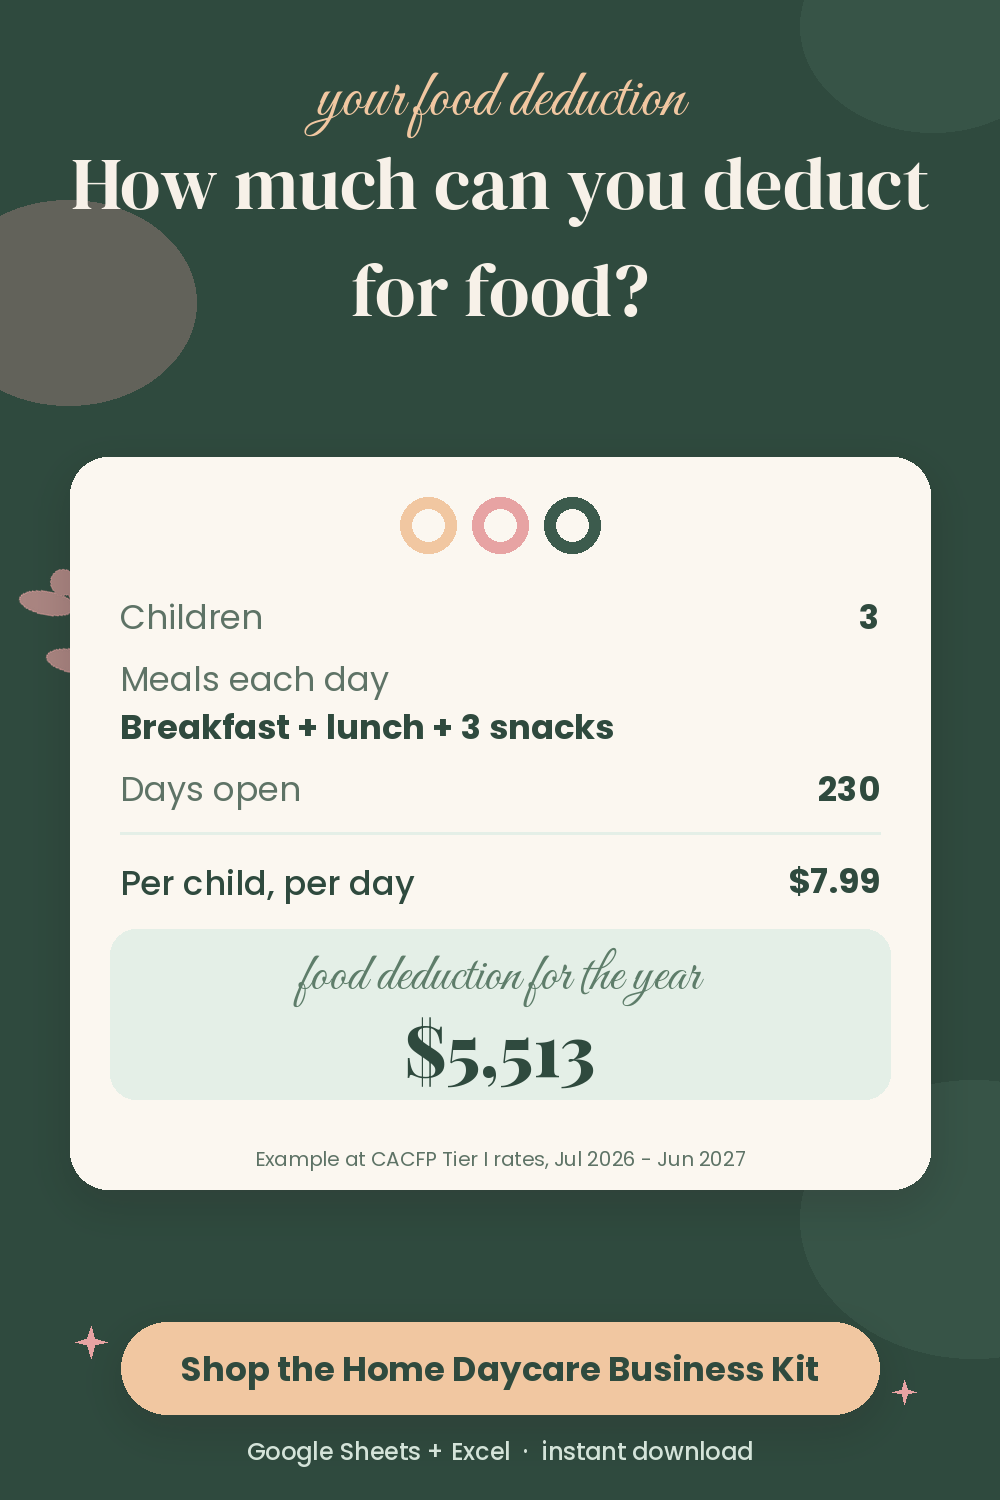 your food deduction
How much can you deduct
for food?
Children 3
Meals each day
Breakfast + lunch + 3 snacks
Days open 230
Per child, per day $7.99
food deduction for the year
$5,513
Example at CACFP Tier I rates, Jul 2026 - Jun 2027
Shop the Home Daycare Business Kit
Google Sheets + Excel · instant download